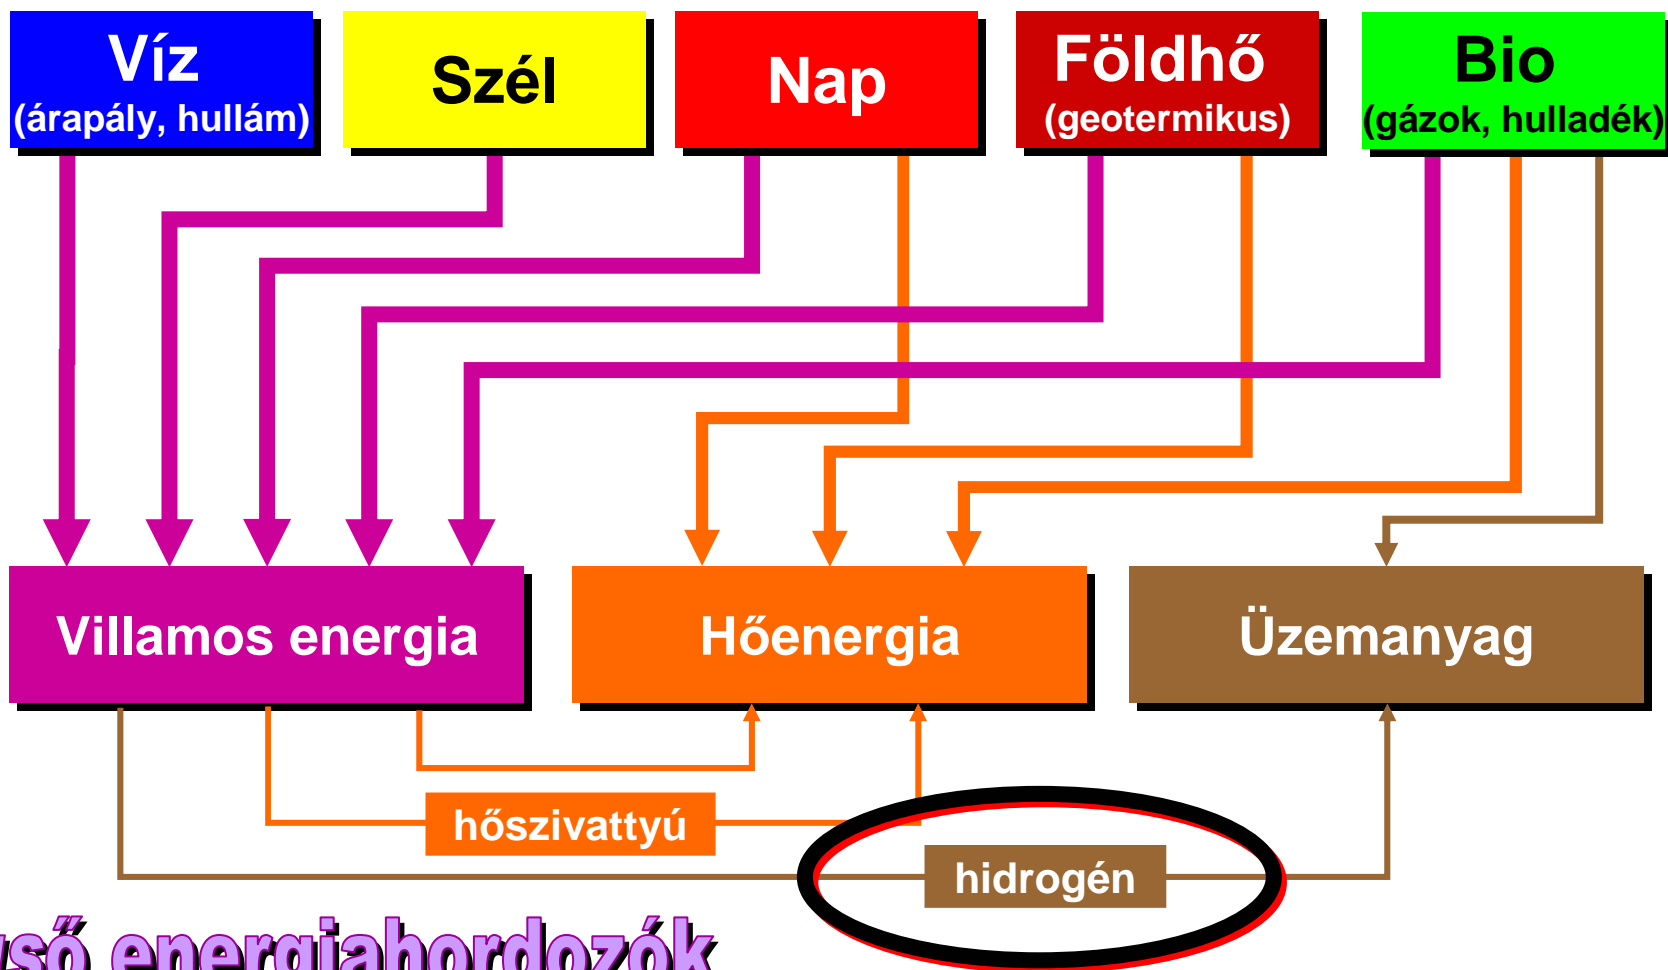 Víz
(árapály, hullám)
Szél
Nap
Földhő
(geotermikus)
Bio
(gázok, hulladék)
Villamos energia
Hőenergia
Üzemanyag
hőszivattyú
hidrogén
energiahordozók